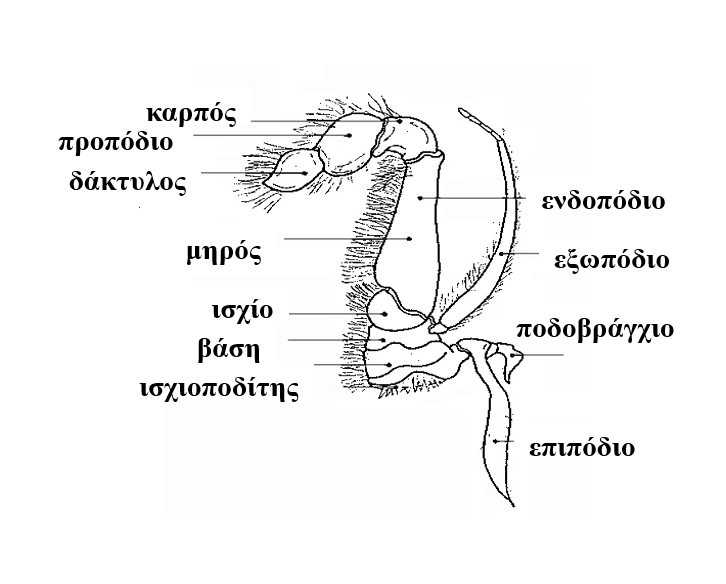 καρπός
προπόδιο
δάκτυλος
ενδοπόδιο
μηρός
εξωπόδιο
ισχίο
ποδοβράγχιο
βάση
ισχιοποδίτης
επιπόδιο